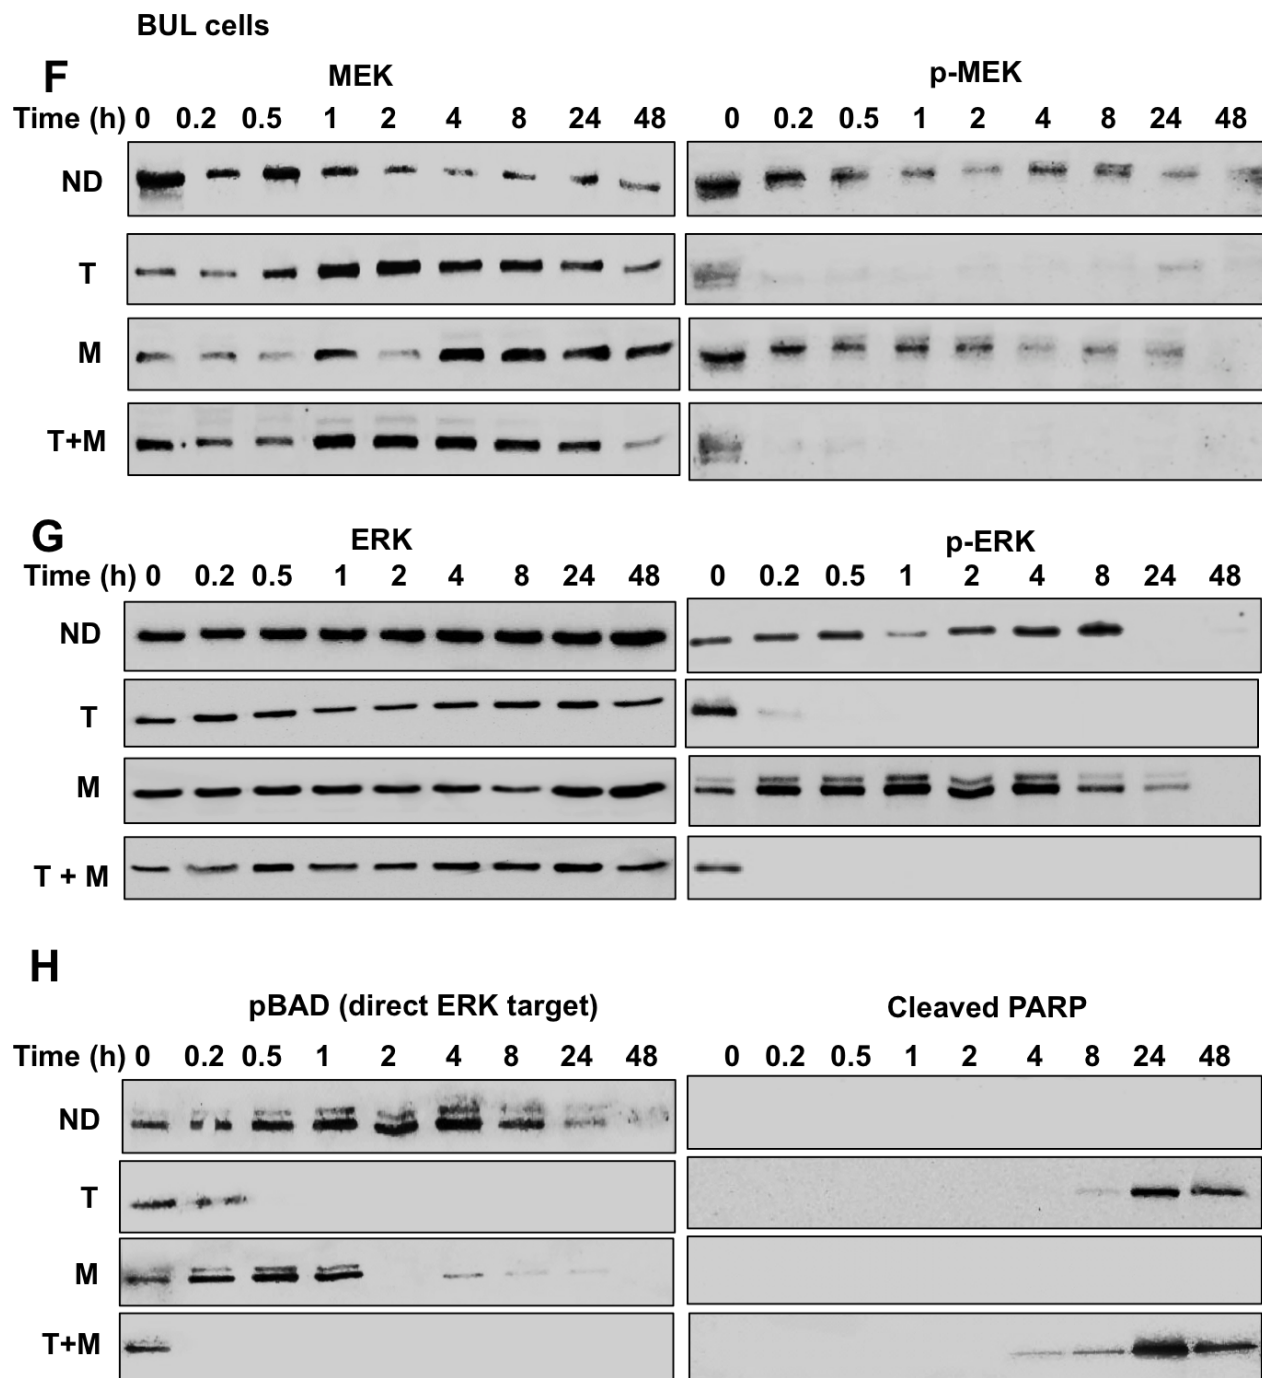 BUL cells
F
MEK
p-MEK
Time (h) 0 0.2 0.5 1 2 4 8 24 48
0 0.2 0.5 1 2 4 8 24 48
ND
T
M
T+M
G
ERK
p-ERK
Time (h) 0 0.2 0.5 1 2 4 8 24 48
0 0.2 0.5 1 2 4 8 24 48
ND
T
M
T + M
H
pBAD (direct ERK target)
Cleaved PARP
Time (h) 0 0.2 0.5 1 2 4 8 24 48
0 0.2 0.5 1 2 4 8 24 48
ND
T
M
T+M